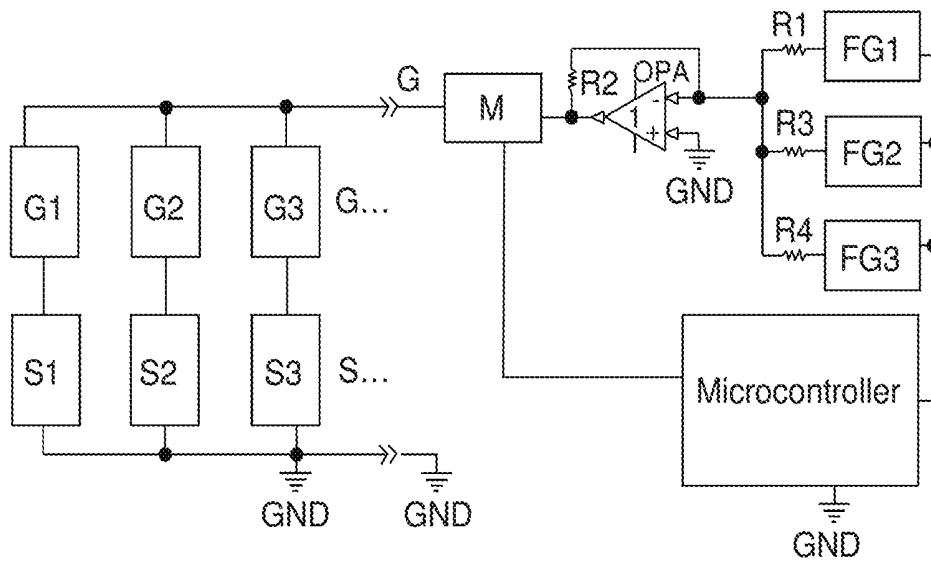 R1
FG1
G
M
R2
OPA
1
-
+
GND
R3
FG2
R4
FG3
G1
G2
G3
G...
S1
S2
S3
S...
Microcontroller
GND
GND
GND